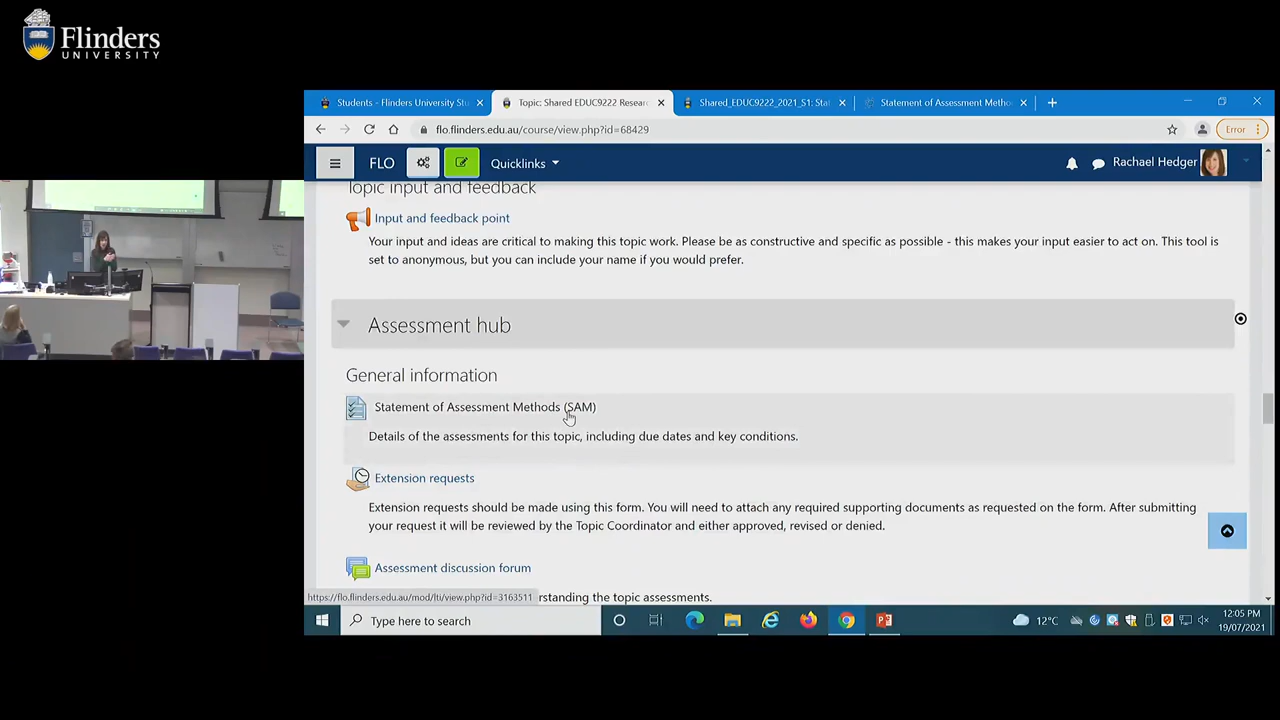 Flinders
UNIVERSITY
Students - Flinders University Stu
Topic: Shared EDUC9222 Resear
Shared_EDUC9222_2021_S1: Stat
Statement of Assessment Metho
flo.flinders.edu.au/course/view.php?id=68429
Error
FLO
Quicklinks
Rachael Hedger
Topic input and feedback
Input and feedback point
Your input and ideas are critical to making this topic work. Please be as constructive and specific as possible - this makes your input easier to act on. This tool is
set to anonymous, but you can include your name if you would prefer.
Assessment hub
General information
Statement of Assessment Methods (SAM)
Details of the assessments for this topic, including due dates and key conditions.
Extension requests
Extension requests should be made using this form. You will need to attach any required supporting documents as requested on the form. After submitting
your request it will be reviewed by the Topic Coordinator and either approved, revised or denied.
Assessment discussion forum
https://flo.flinders.edu.au/mod/lti/view.php?id=3163511
rstanding the topic assessments.
Type here to search
12°C
12:05 PM
19/07/2021